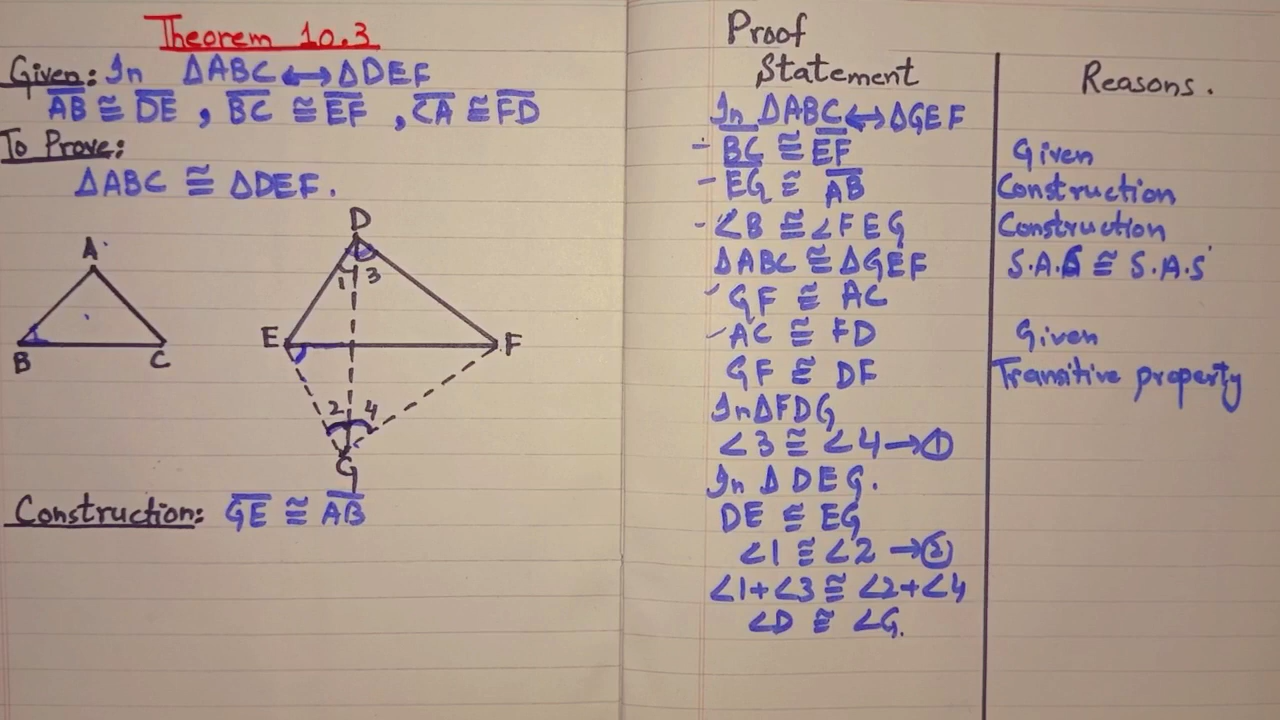 Theorem 10.3
Given: In ΔABC ↔ ΔDEF
AB ≅ DE , BC ≅ EF , CA ≅ FD
To Prove:
ΔABC ≅ ΔDEF.
A
B
C
D
1
3
E
F
2
4
G
Construction: GE ≅ AB
Proof
Statement
Reasons.
In ΔABC ↔ ΔGEF
- BC ≅ EF Given
- EG ≅ AB Construction
- ∠B ≅ ∠FEG Construction
ΔABC ≅ ΔGEF S.A.S ≅ S.A.S
- GF ≅ AC
- AC ≅ FD Given
GF ≅ DF Transitive property
In ΔFDG
∠3 ≅ ∠4 → ①
In ΔDEG.
DE ≅ EG
∠1 ≅ ∠2 → ②
∠1+∠3 ≅ ∠2+∠4
∠D ≅ ∠G.